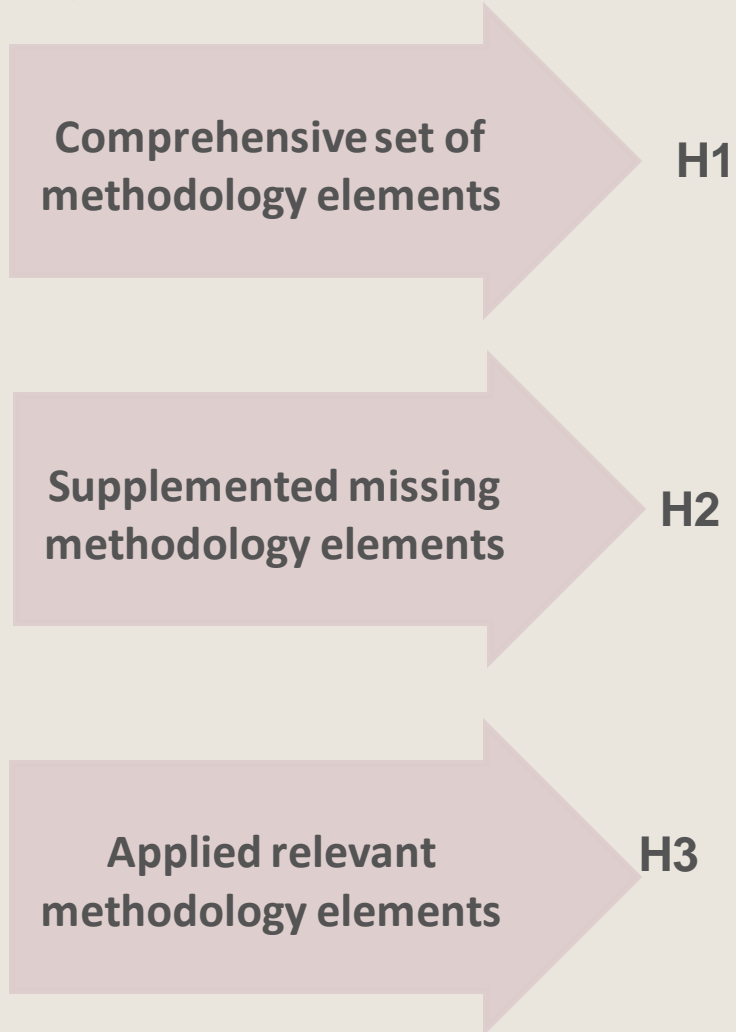 Comprehensive set of
methodology elements
H1
Supplemented missing
methodology elements
H2
Applied relevant
methodology elements
H3